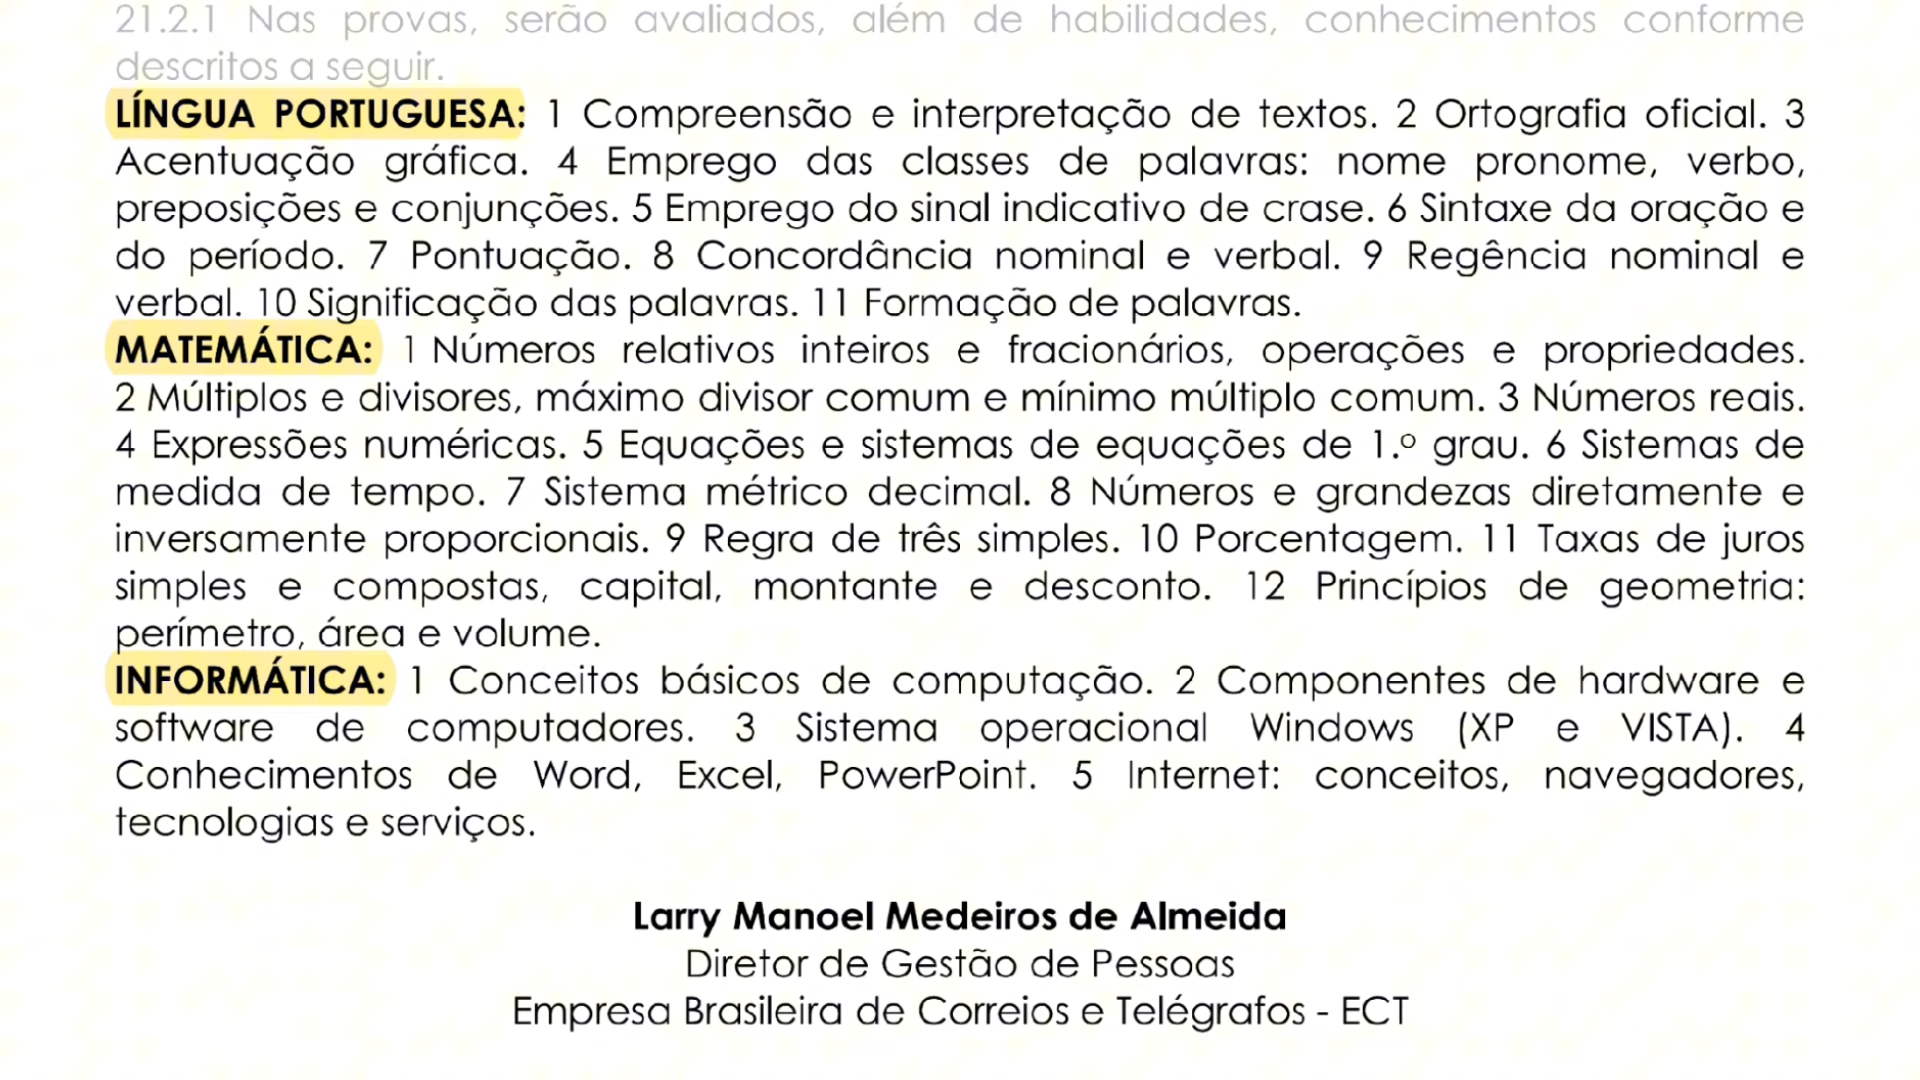 21.2.1 Nas provas, serão avaliados, além de habilidades, conhecimentos conforme
descritos a seguir.
LÍNGUA PORTUGUESA: 1 Compreensão e interpretação de textos. 2 Ortografia oficial. 3
Acentuação gráfica. 4 Emprego das classes de palavras: nome pronome, verbo,
preposições e conjunções. 5 Emprego do sinal indicativo de crase. 6 Sintaxe da oração e
do período. 7 Pontuação. 8 Concordância nominal e verbal. 9 Regência nominal e
verbal. 10 Significação das palavras. 11 Formação de palavras.
MATEMÁTICA: 1 Números relativos inteiros e fracionários, operações e propriedades.
2 Múltiplos e divisores, máximo divisor comum e mínimo múltiplo comum. 3 Números reais.
4 Expressões numéricas. 5 Equações e sistemas de equações de 1.º grau. 6 Sistemas de
medida de tempo. 7 Sistema métrico decimal. 8 Números e grandezas diretamente e
inversamente proporcionais. 9 Regra de três simples. 10 Porcentagem. 11 Taxas de juros
simples e compostas, capital, montante e desconto. 12 Princípios de geometria:
perímetro, área e volume.
INFORMÁTICA: 1 Conceitos básicos de computação. 2 Componentes de hardware e
software de computadores. 3 Sistema operacional Windows (XP e VISTA). 4
Conhecimentos de Word, Excel, PowerPoint. 5 Internet: conceitos, navegadores,
tecnologias e serviços.
Larry Manoel Medeiros de Almeida
Diretor de Gestão de Pessoas
Empresa Brasileira de Correios e Telégrafos - ECT